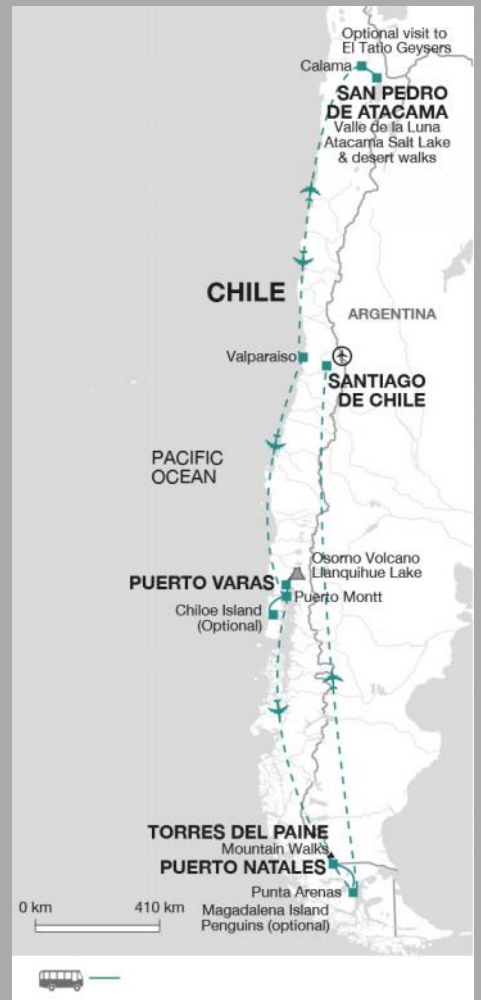 Optional visit to
El Tatio Geysers
Calama
SAN PEDRO
DE ATACAMA
Valle de la Luna
Atacama Salt Lake
& desert walks
CHILE
ARGENTINA
Valparaiso
SANTIAGO
DE CHILE
PACIFIC
OCEAN
Osorno Volcano
Llanquihue Lake
PUERTO VARAS
Puerto Montt
Chiloe Island
(Optional)
TORRES DEL PAINE
Mountain Walks
PUERTO NATALES
Punta Arenas
0 km
410 km
Magadalena Island
Penguins (optional)